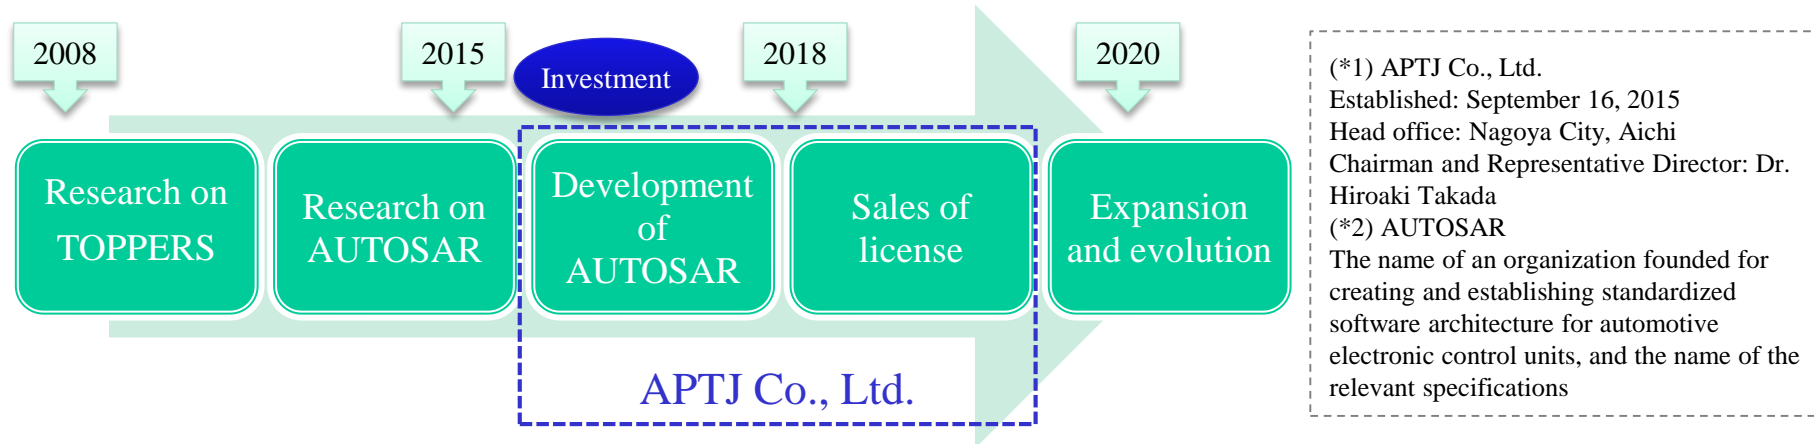 2008
2015
Investment
2018
2020
Research on
TOPPERS
Research on
AUTOSAR
Development
of
AUTOSAR
Sales of
license
Expansion
and evolution
APTJ Co., Ltd.
(*1) APTJ Co., Ltd.
Established: September 16, 2015
Head office: Nagoya City, Aichi
Chairman and Representative Director: Dr.
Hiroaki Takada
(*2) AUTOSAR
The name of an organization founded for
creating and establishing standardized
software architecture for automotive
electronic control units, and the name of the
relevant specifications